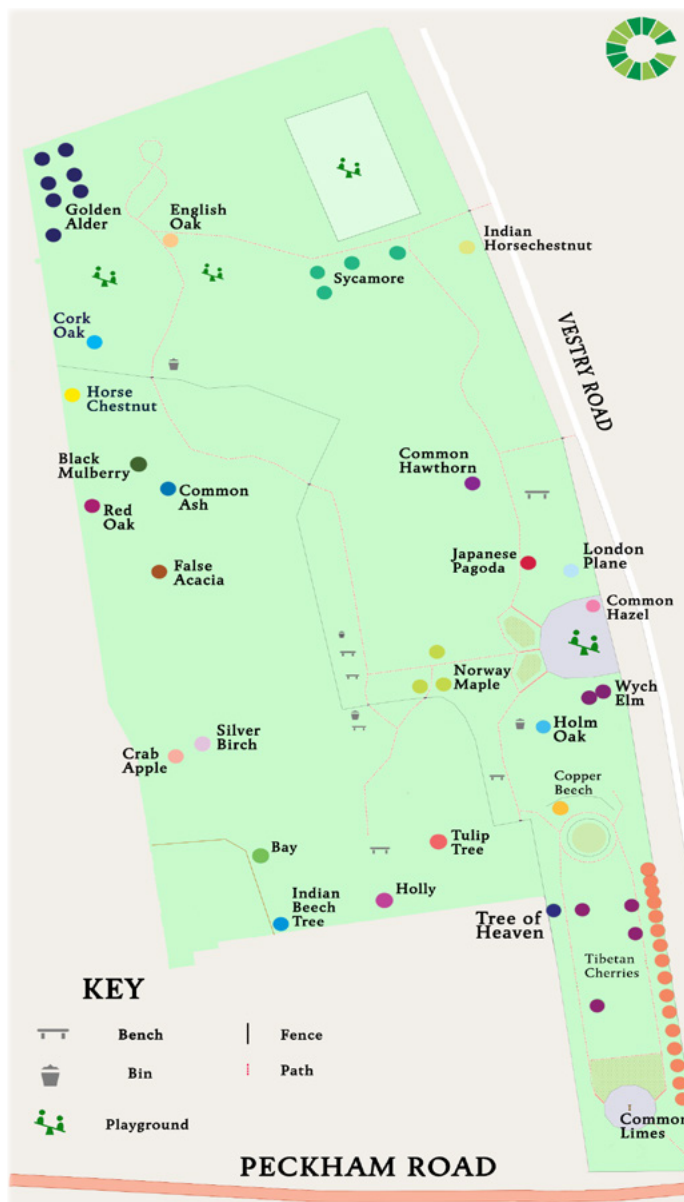 Golden
Alder
English
Oak
Indian
Horsechestnut
Sycamore
Cork
Oak
VESTRY ROAD
Horse
Chestnut
Black
Mulberry
Common
Ash
Common
Hawthorn
Red
Oak
False
Acacia
Japanese
Pagoda
London
Plane
Common
Hazel
Norway
Maple
Wych
Elm
Silver
Birch
Crab
Apple
Holm
Oak
Copper
Beech
Bay
Tulip
Tree
Indian
Beech
Tree
Holly
Tree of
Heaven
Tibetan
Cherries
KEY
Bench
Fence
Bin
Path
Playground
Common
Limes
PECKHAM ROAD